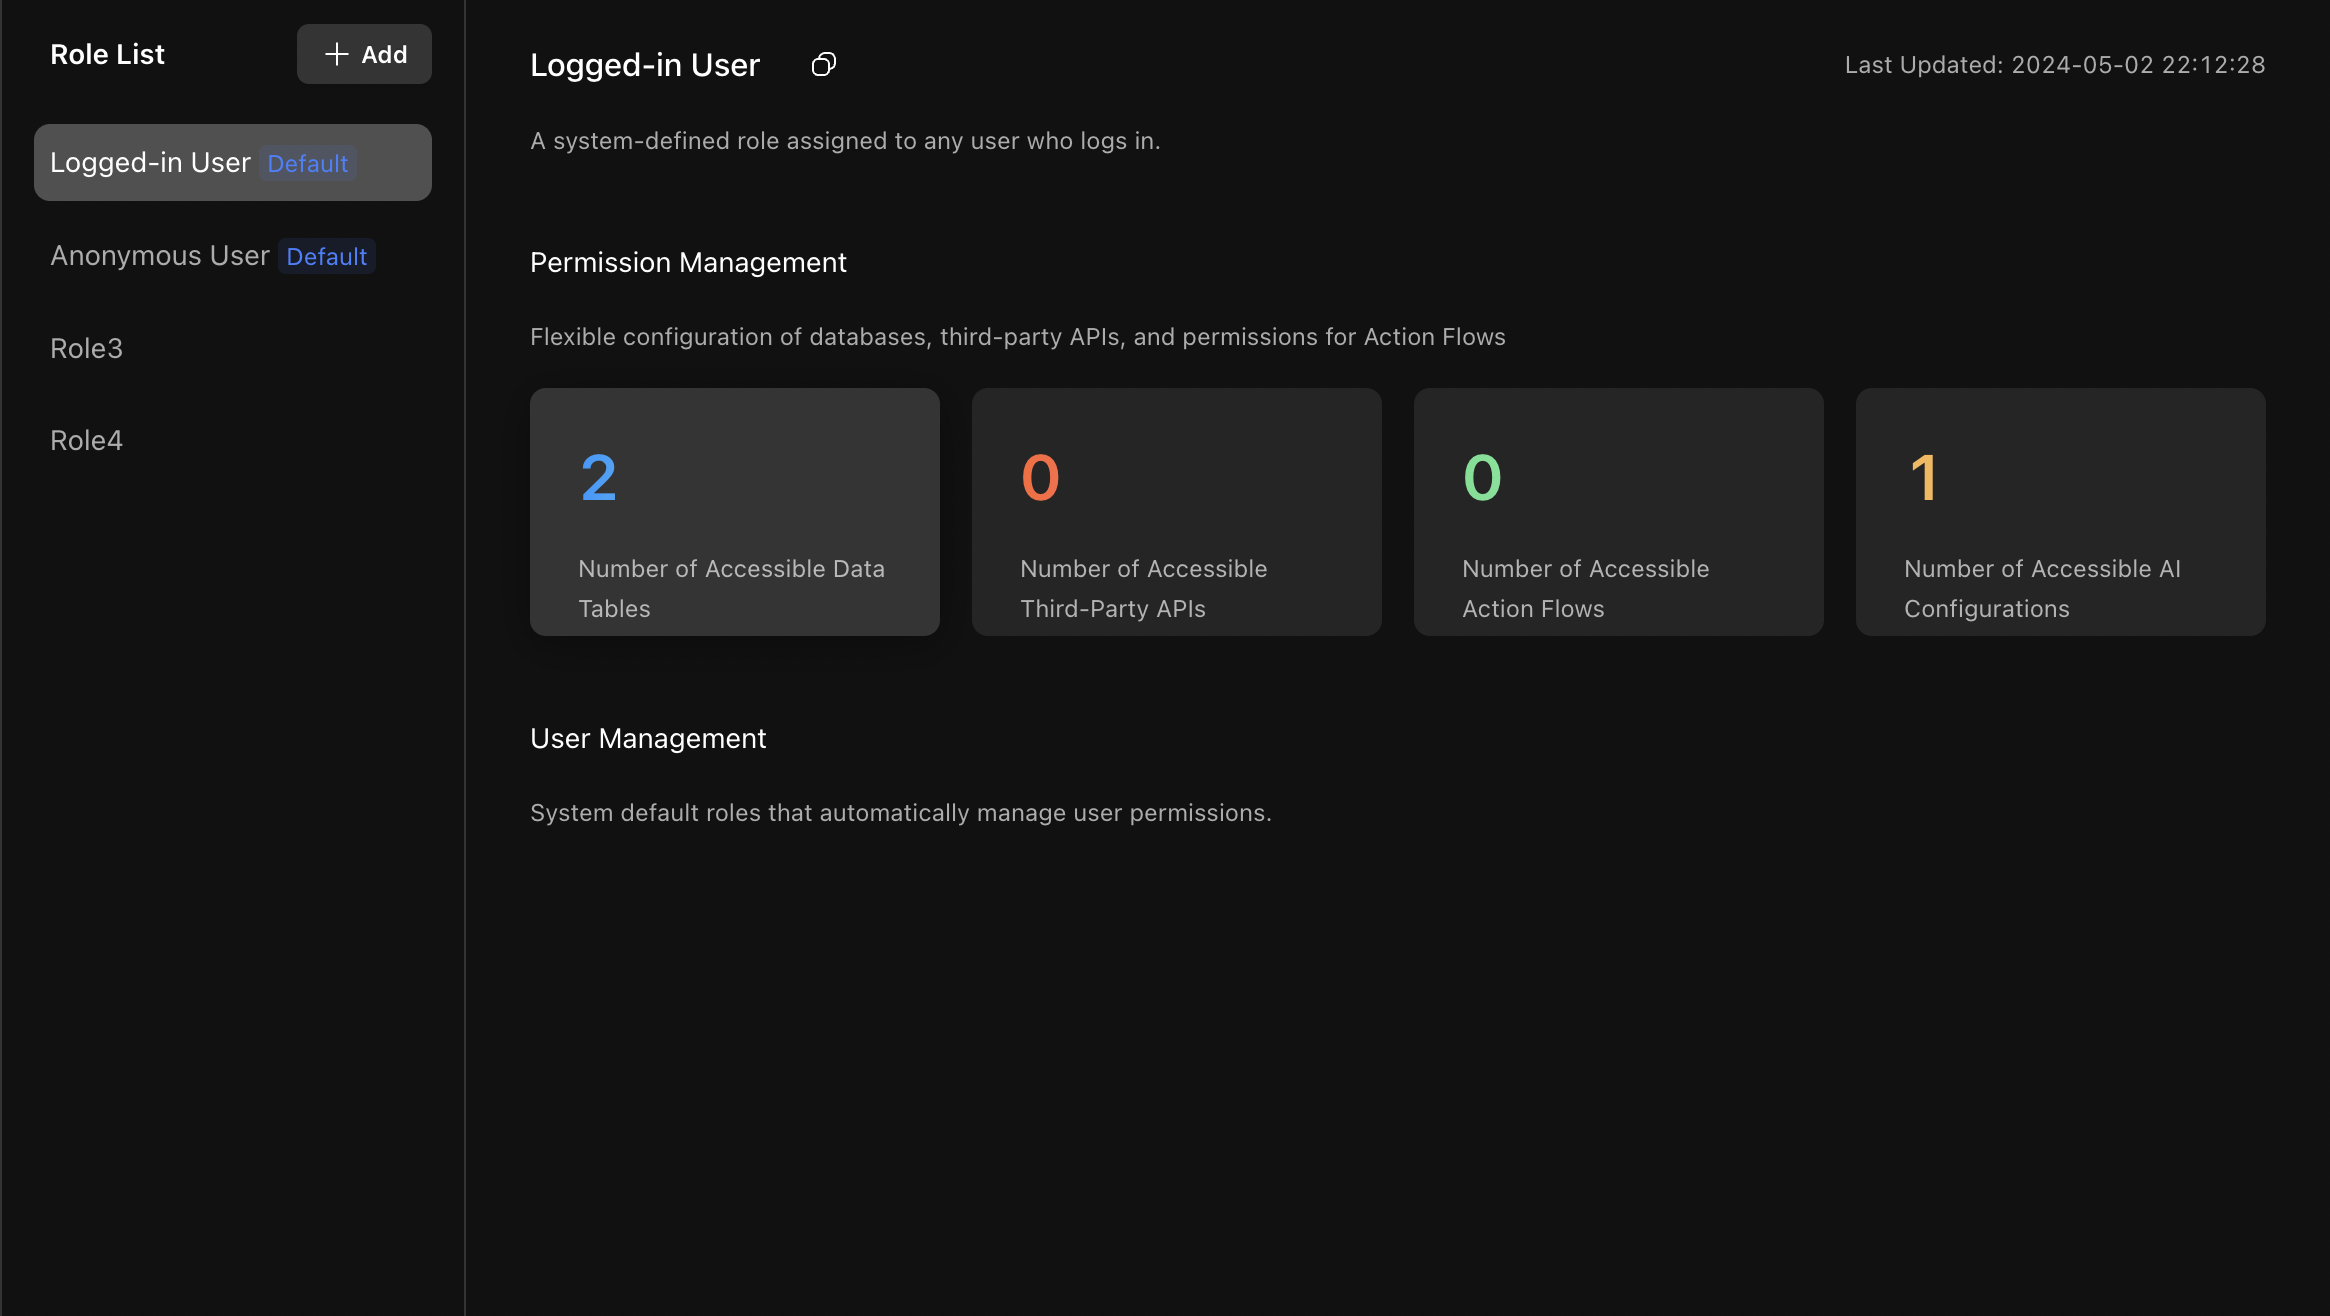 Role List
Add
Logged-in User Default
Anonymous User Default
Role3
Role4
Logged-in User
Last Updated: 2024-05-02 22:12:28
A system-defined role assigned to any user who logs in.
Permission Management
Flexible configuration of databases, third-party APIs, and permissions for Action Flows
2
Number of Accessible Data
Tables
0
Number of Accessible
Third-Party APIs
0
Number of Accessible
Action Flows
1
Number of Accessible AI
Configurations
User Management
System default roles that automatically manage user permissions.